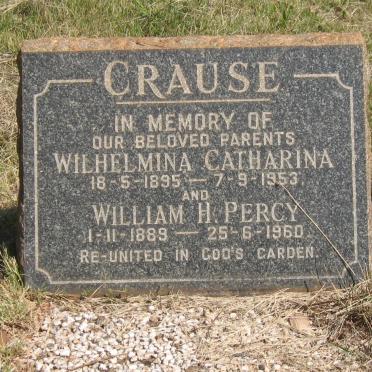 CRAUSE
IN MEMORY OF
OUR BELOVED PARENTS
WILHELMINA CATHARINA
18-5-1895 — 7-9-1953
AND
WILLIAM H. PERCY
1-11-1889 — 25-6-1960
RE-UNITED IN GOD'S GARDEN.